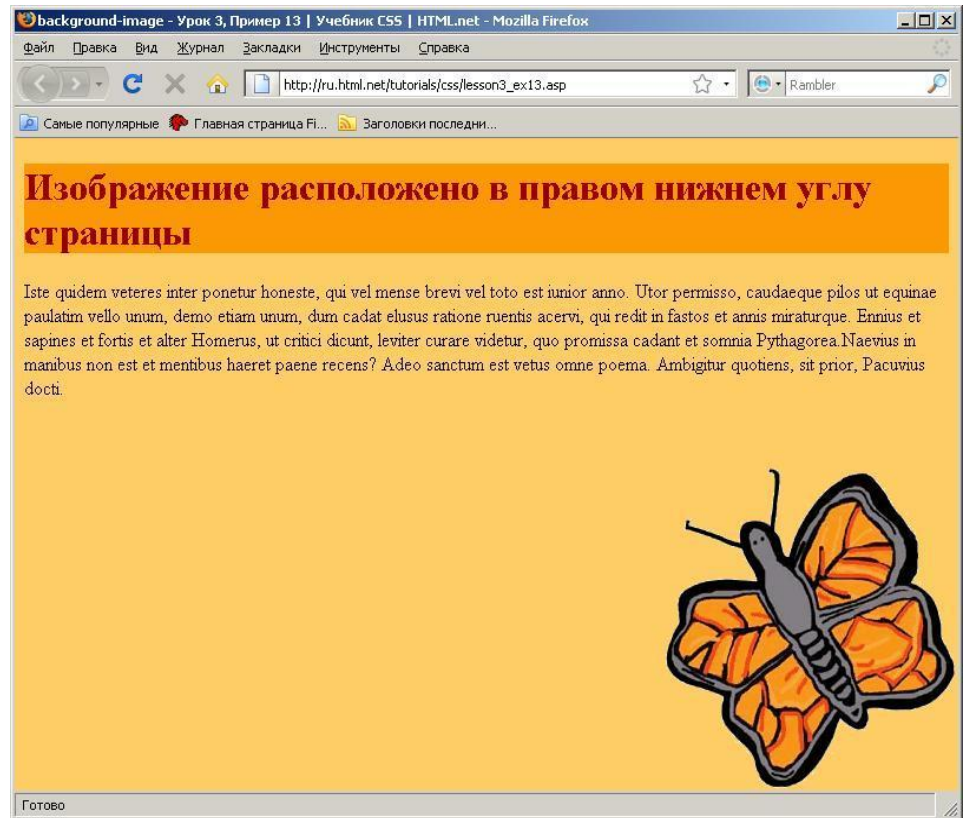 background-image - Урок 3, Пример 13 | Учебник CSS | HTML.net - Mozilla Firefox
Файл Правка Вид Журнал Закладки Инструменты Справка
http://ru.html.net/tutorials/css/lesson3_ex13.asp Rambler
Самые популярные Главная страница Fi... Заголовки последни...
Изображение расположено в правом нижнем углу
страницы
Iste quidem veteres inter ponetur honeste, qui vel mense brevi vel toto est iunior anno. Utor permisso, caudaeque pilos ut equinae
paulatim vello unum, demo etiam unum, dum cadat elusus ratione ruentis acervi, qui redit in fastos et annis miraturque. Ennius et
sapines et fortis et alter Homerus, ut critici dicunt, leviter curare videtur, quo promissa cadant et somnia Pythagorea.Naevius in
manibus non est et mentibus haeret paene recens? Adeo sanctum est vetus omne poema. Ambigitur quotiens, sit prior, Pacuvius
docti.
Готово